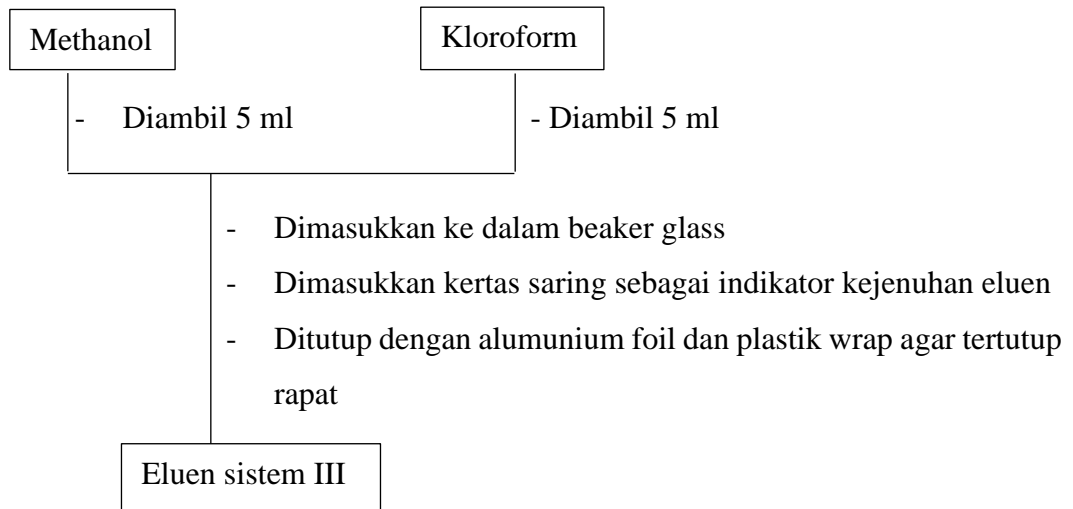 Methanol
Kloroform
- Diambil 5 ml
- Diambil 5 ml
- Dimasukkan ke dalam beaker glass
- Dimasukkan kertas saring sebagai indikator kejenuhan eluen
- Ditutup dengan alumunium foil dan plastik wrap agar tertutup
rapat
Eluen sistem III